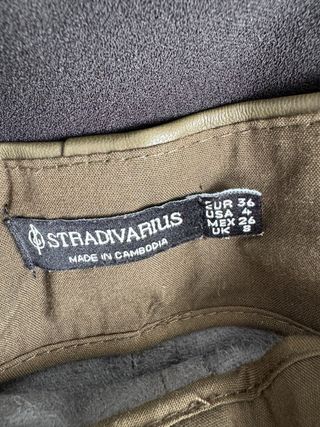 STRADIVARIUS
MADE IN CAMBODIA
EUR 36
USA 4
MEX 26
UK 8